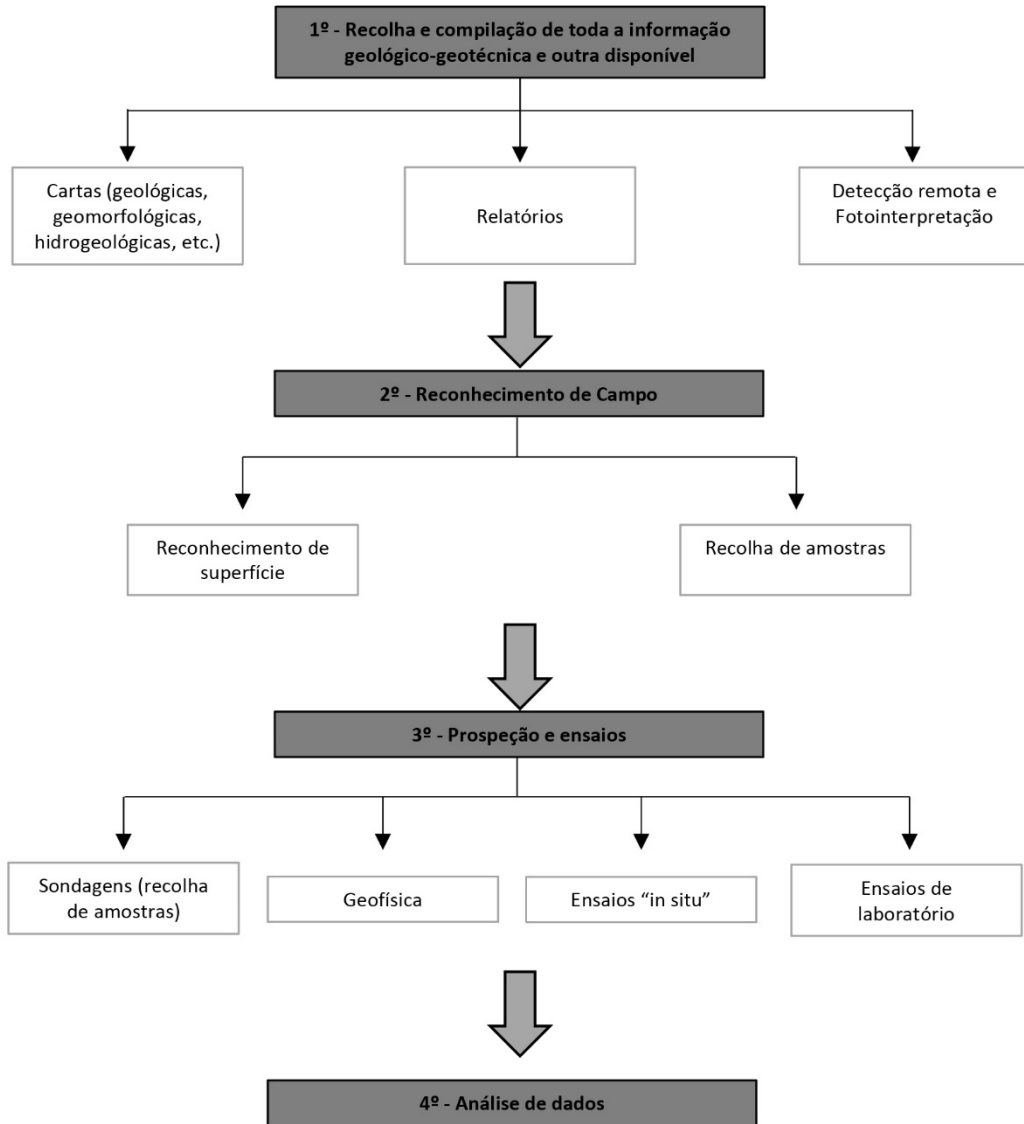 1º - Recolha e compilação de toda a informação
geológico-geotécnica e outra disponível
Cartas (geológicas,
geomorfológicas,
hidrogeológicas, etc.)
Relatórios
Detecção remota e
Fotointerpretação
2º - Reconhecimento de Campo
Reconhecimento de
superfície
Recolha de amostras
3º - Prospeção e ensaios
Sondagens (recolha
de amostras)
Geofísica
Ensaios “in situ”
Ensaios de
laboratório
4º - Análise de dados